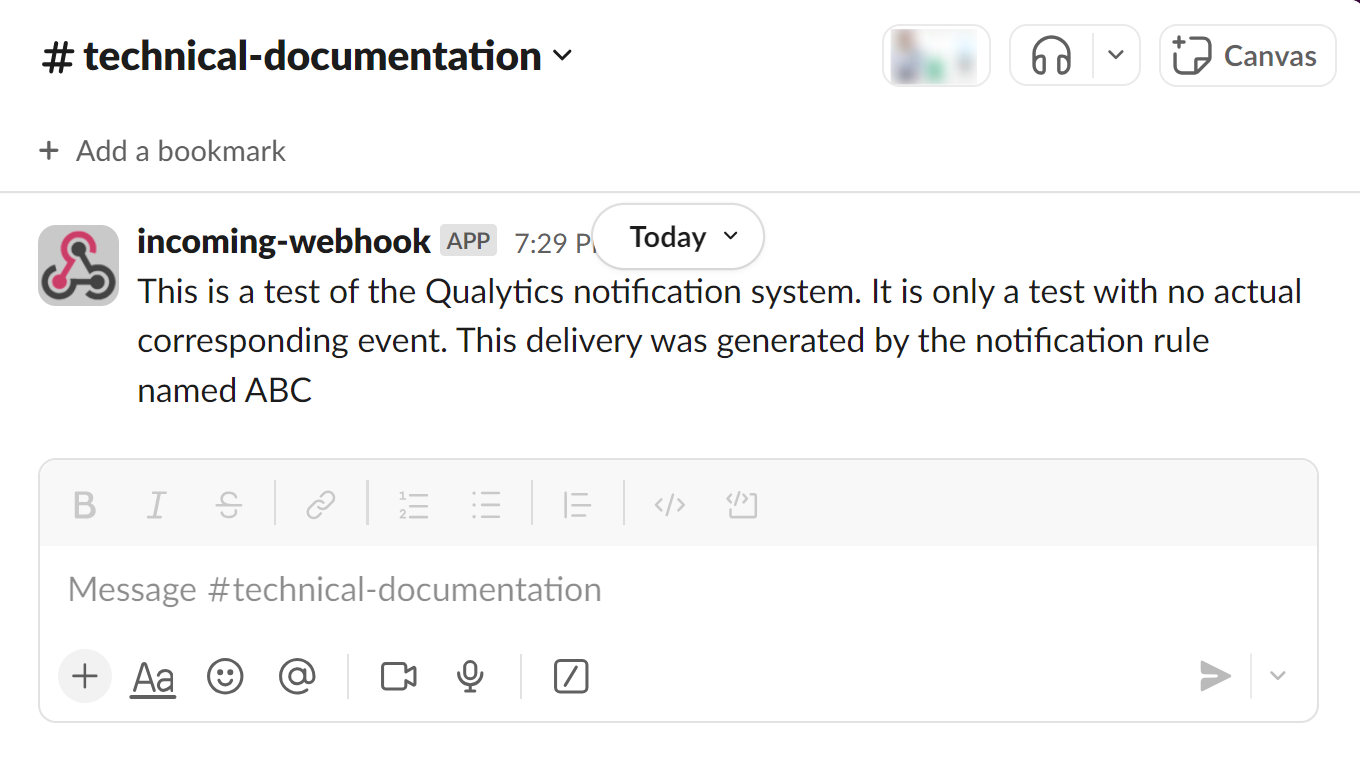 # technical-documentation
Canvas
+ Add a bookmark
incoming-webhook APP 7:29
Today
This is a test of the Qualytics notification system. It is only a test with no actual
corresponding event. This delivery was generated by the notification rule
named ABC
Message #technical-documentation
Aa